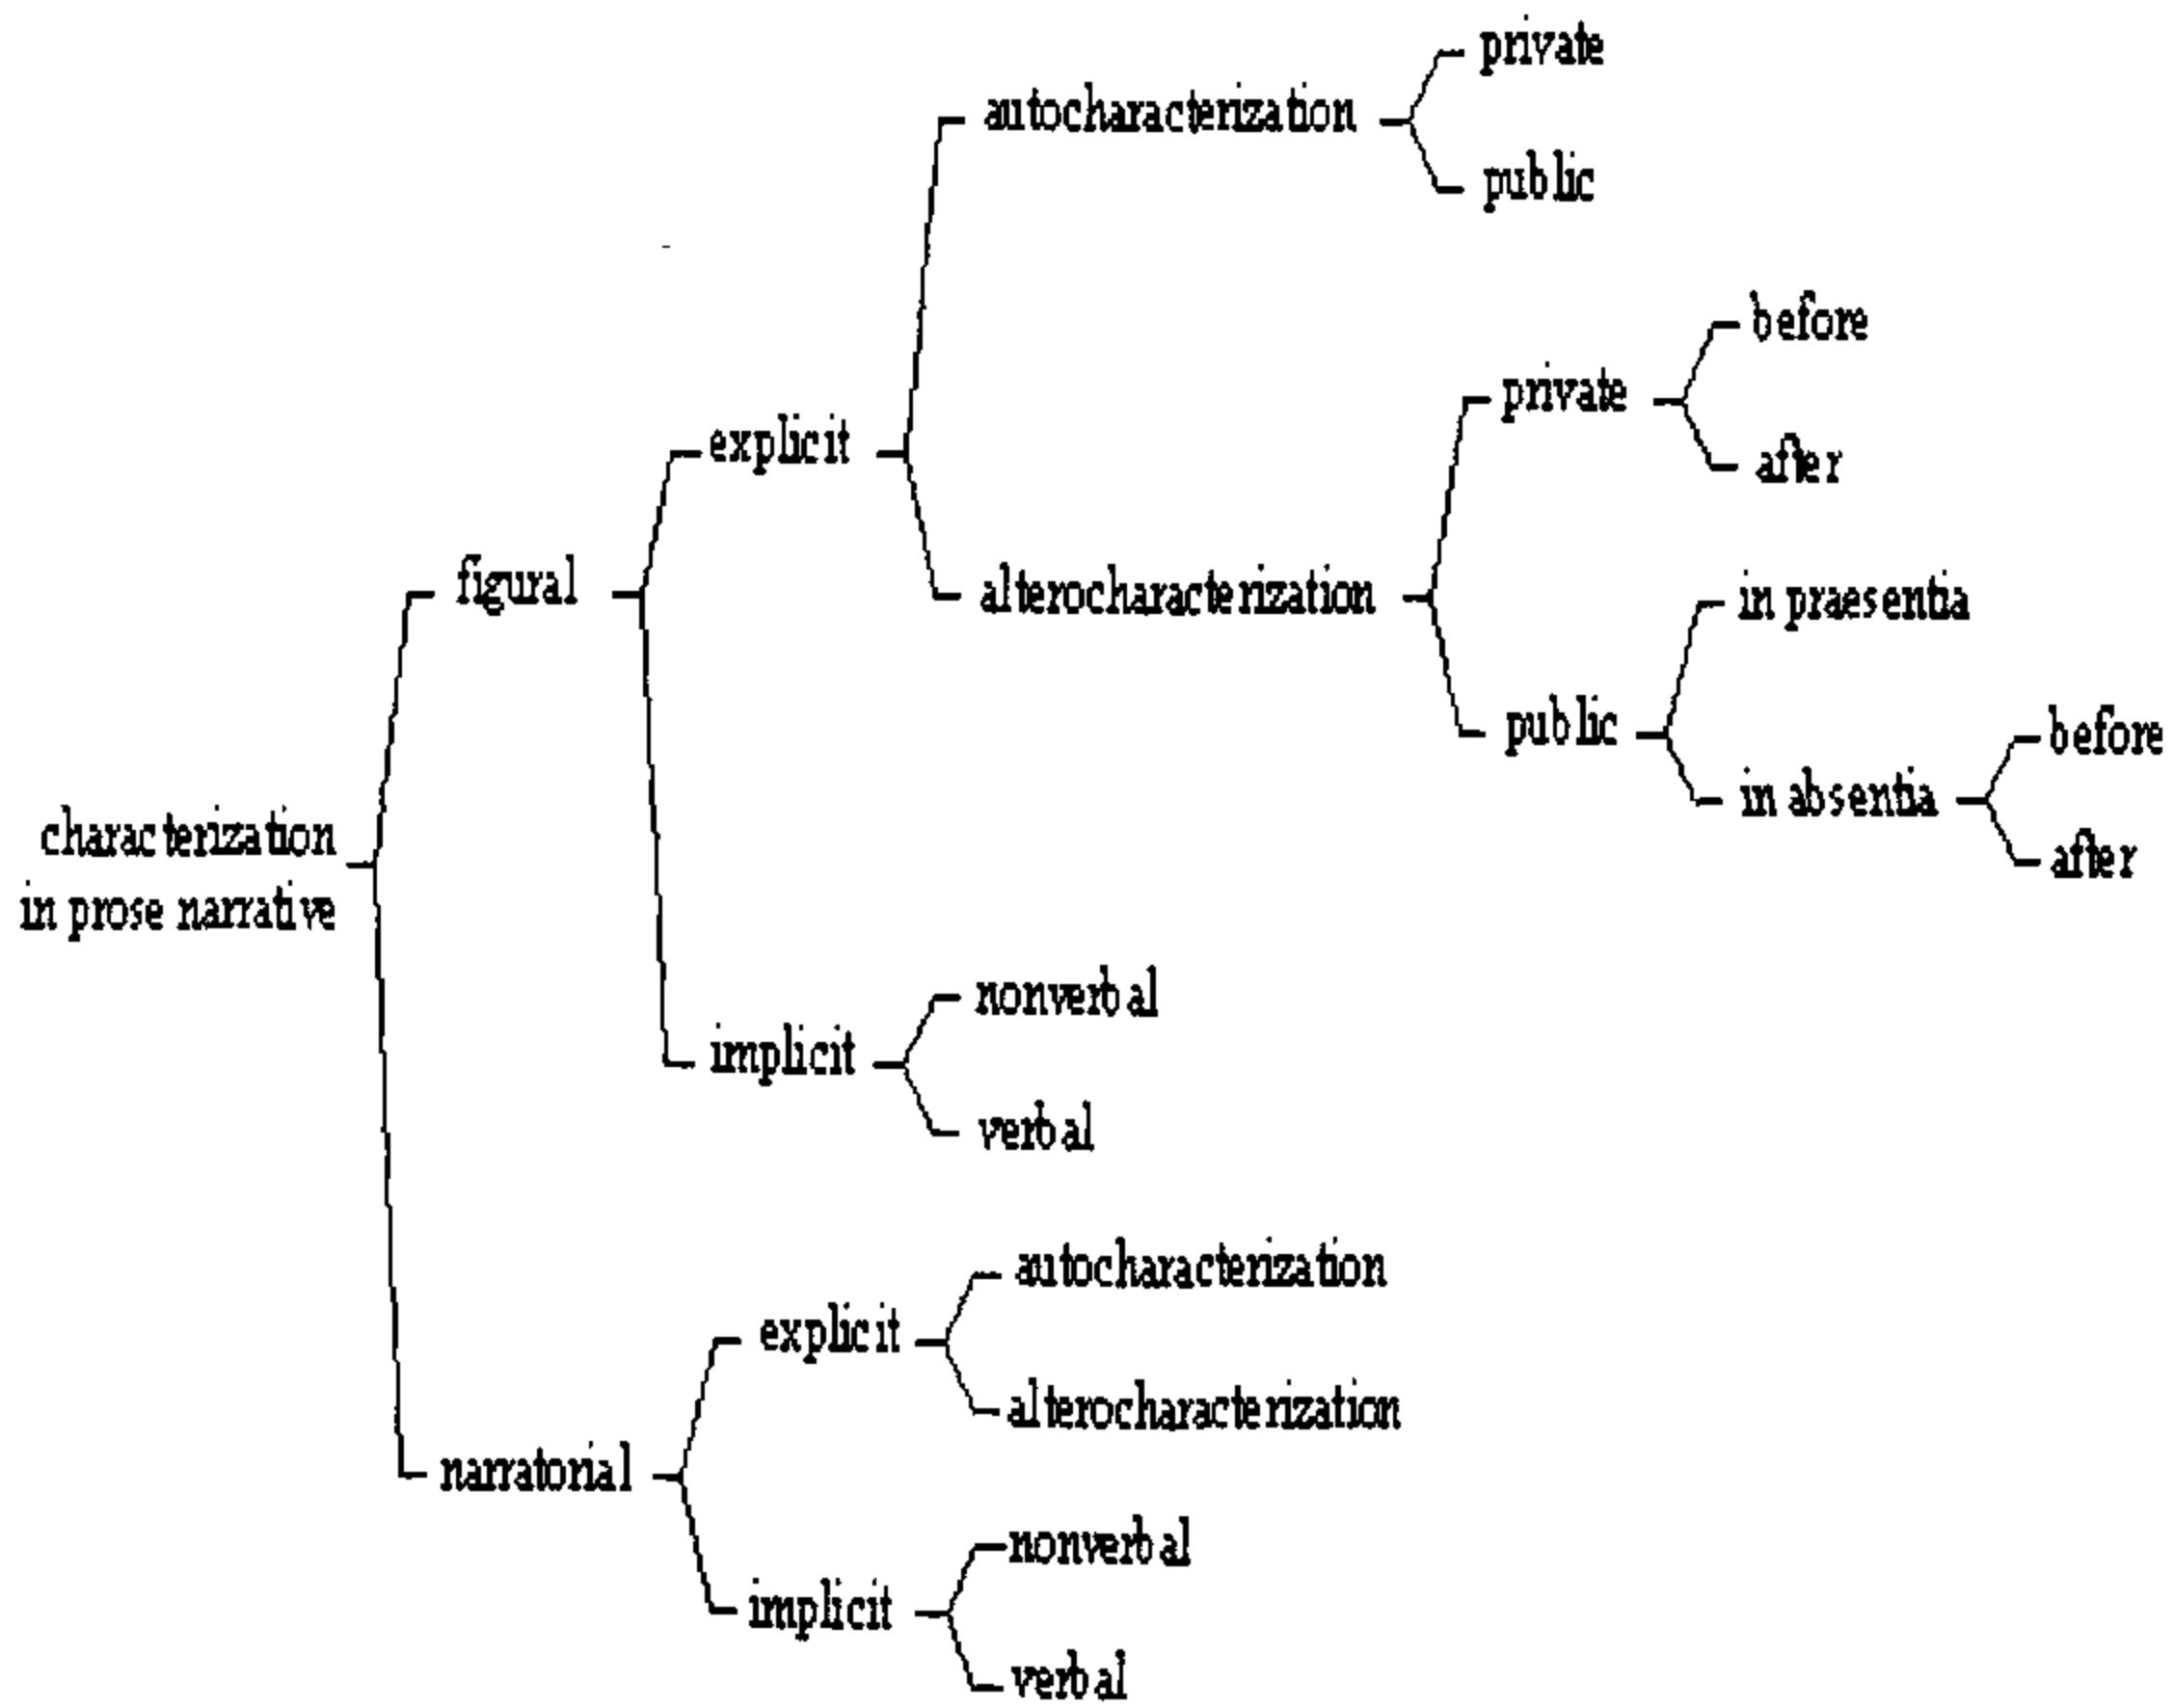 private
autocharacterization
public
before
private
after
explicit
figural
alterocharacterization
in praesentia
public
before
in absentia
after
characterization
in prose narrative
nonverbal
implicit
verbal
autocharacterization
explicit
alterocharacterization
narratorial
nonverbal
implicit
verbal